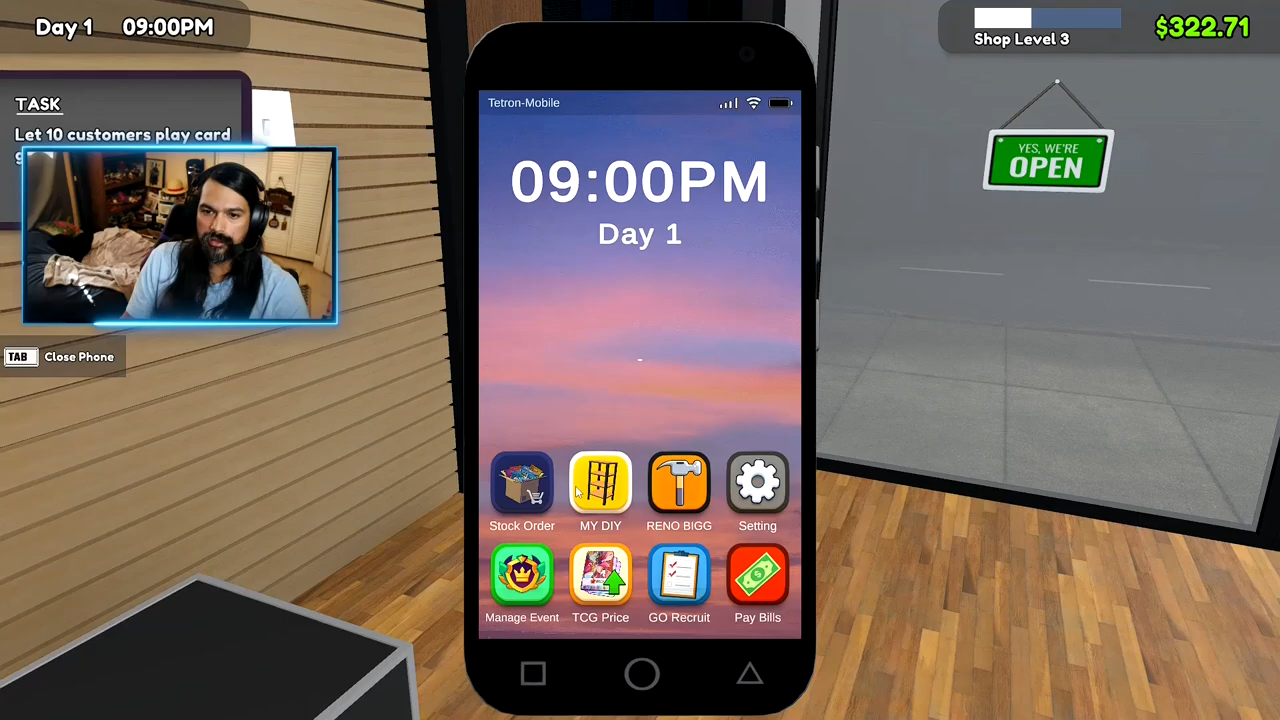 Day 1 09:00PM
Shop Level 3
$322.71
TASK
Let 10 customers play card
Tetron-Mobile
09:00PM
Day 1
YES, WE'RE
OPEN
TAB Close Phone
Stock Order MY DIY RENO BIGG Setting
Manage Event TCG Price GO Recruit Pay Bills